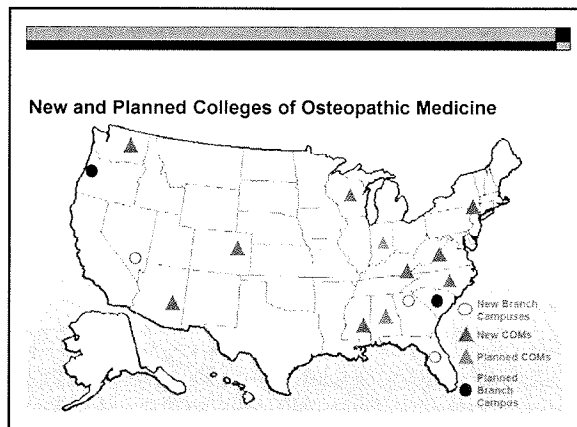 New and Planned Colleges of Osteopathic Medicine
New Branch
Campuses
New COMs
Planned COMs
Planned
Branch
Campus